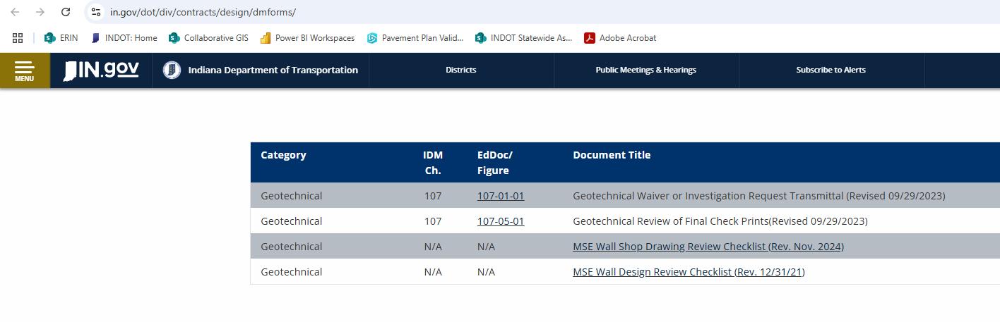 in.gov/dot/div/contracts/design/dmforms/
ERIN INDOT: Home Collaborative GIS Power BI Workspaces Pavement Plan Valid... INDOT Statewide As... Adobe Acrobat
MENU IN.gov Indiana Department of Transportation Districts Public Meetings & Hearings Subscribe to Alerts
Category IDM Ch. EdDoc/ Figure Document Title
Geotechnical 107 107-01-01 Geotechnical Waiver or Investigation Request Transmittal (Revised 09/29/2023)
Geotechnical 107 107-05-01 Geotechnical Review of Final Check Prints(Revised 09/29/2023)
Geotechnical N/A N/A MSE Wall Shop Drawing Review Checklist (Rev. Nov. 2024)
Geotechnical N/A N/A MSE Wall Design Review Checklist (Rev. 12/31/21)